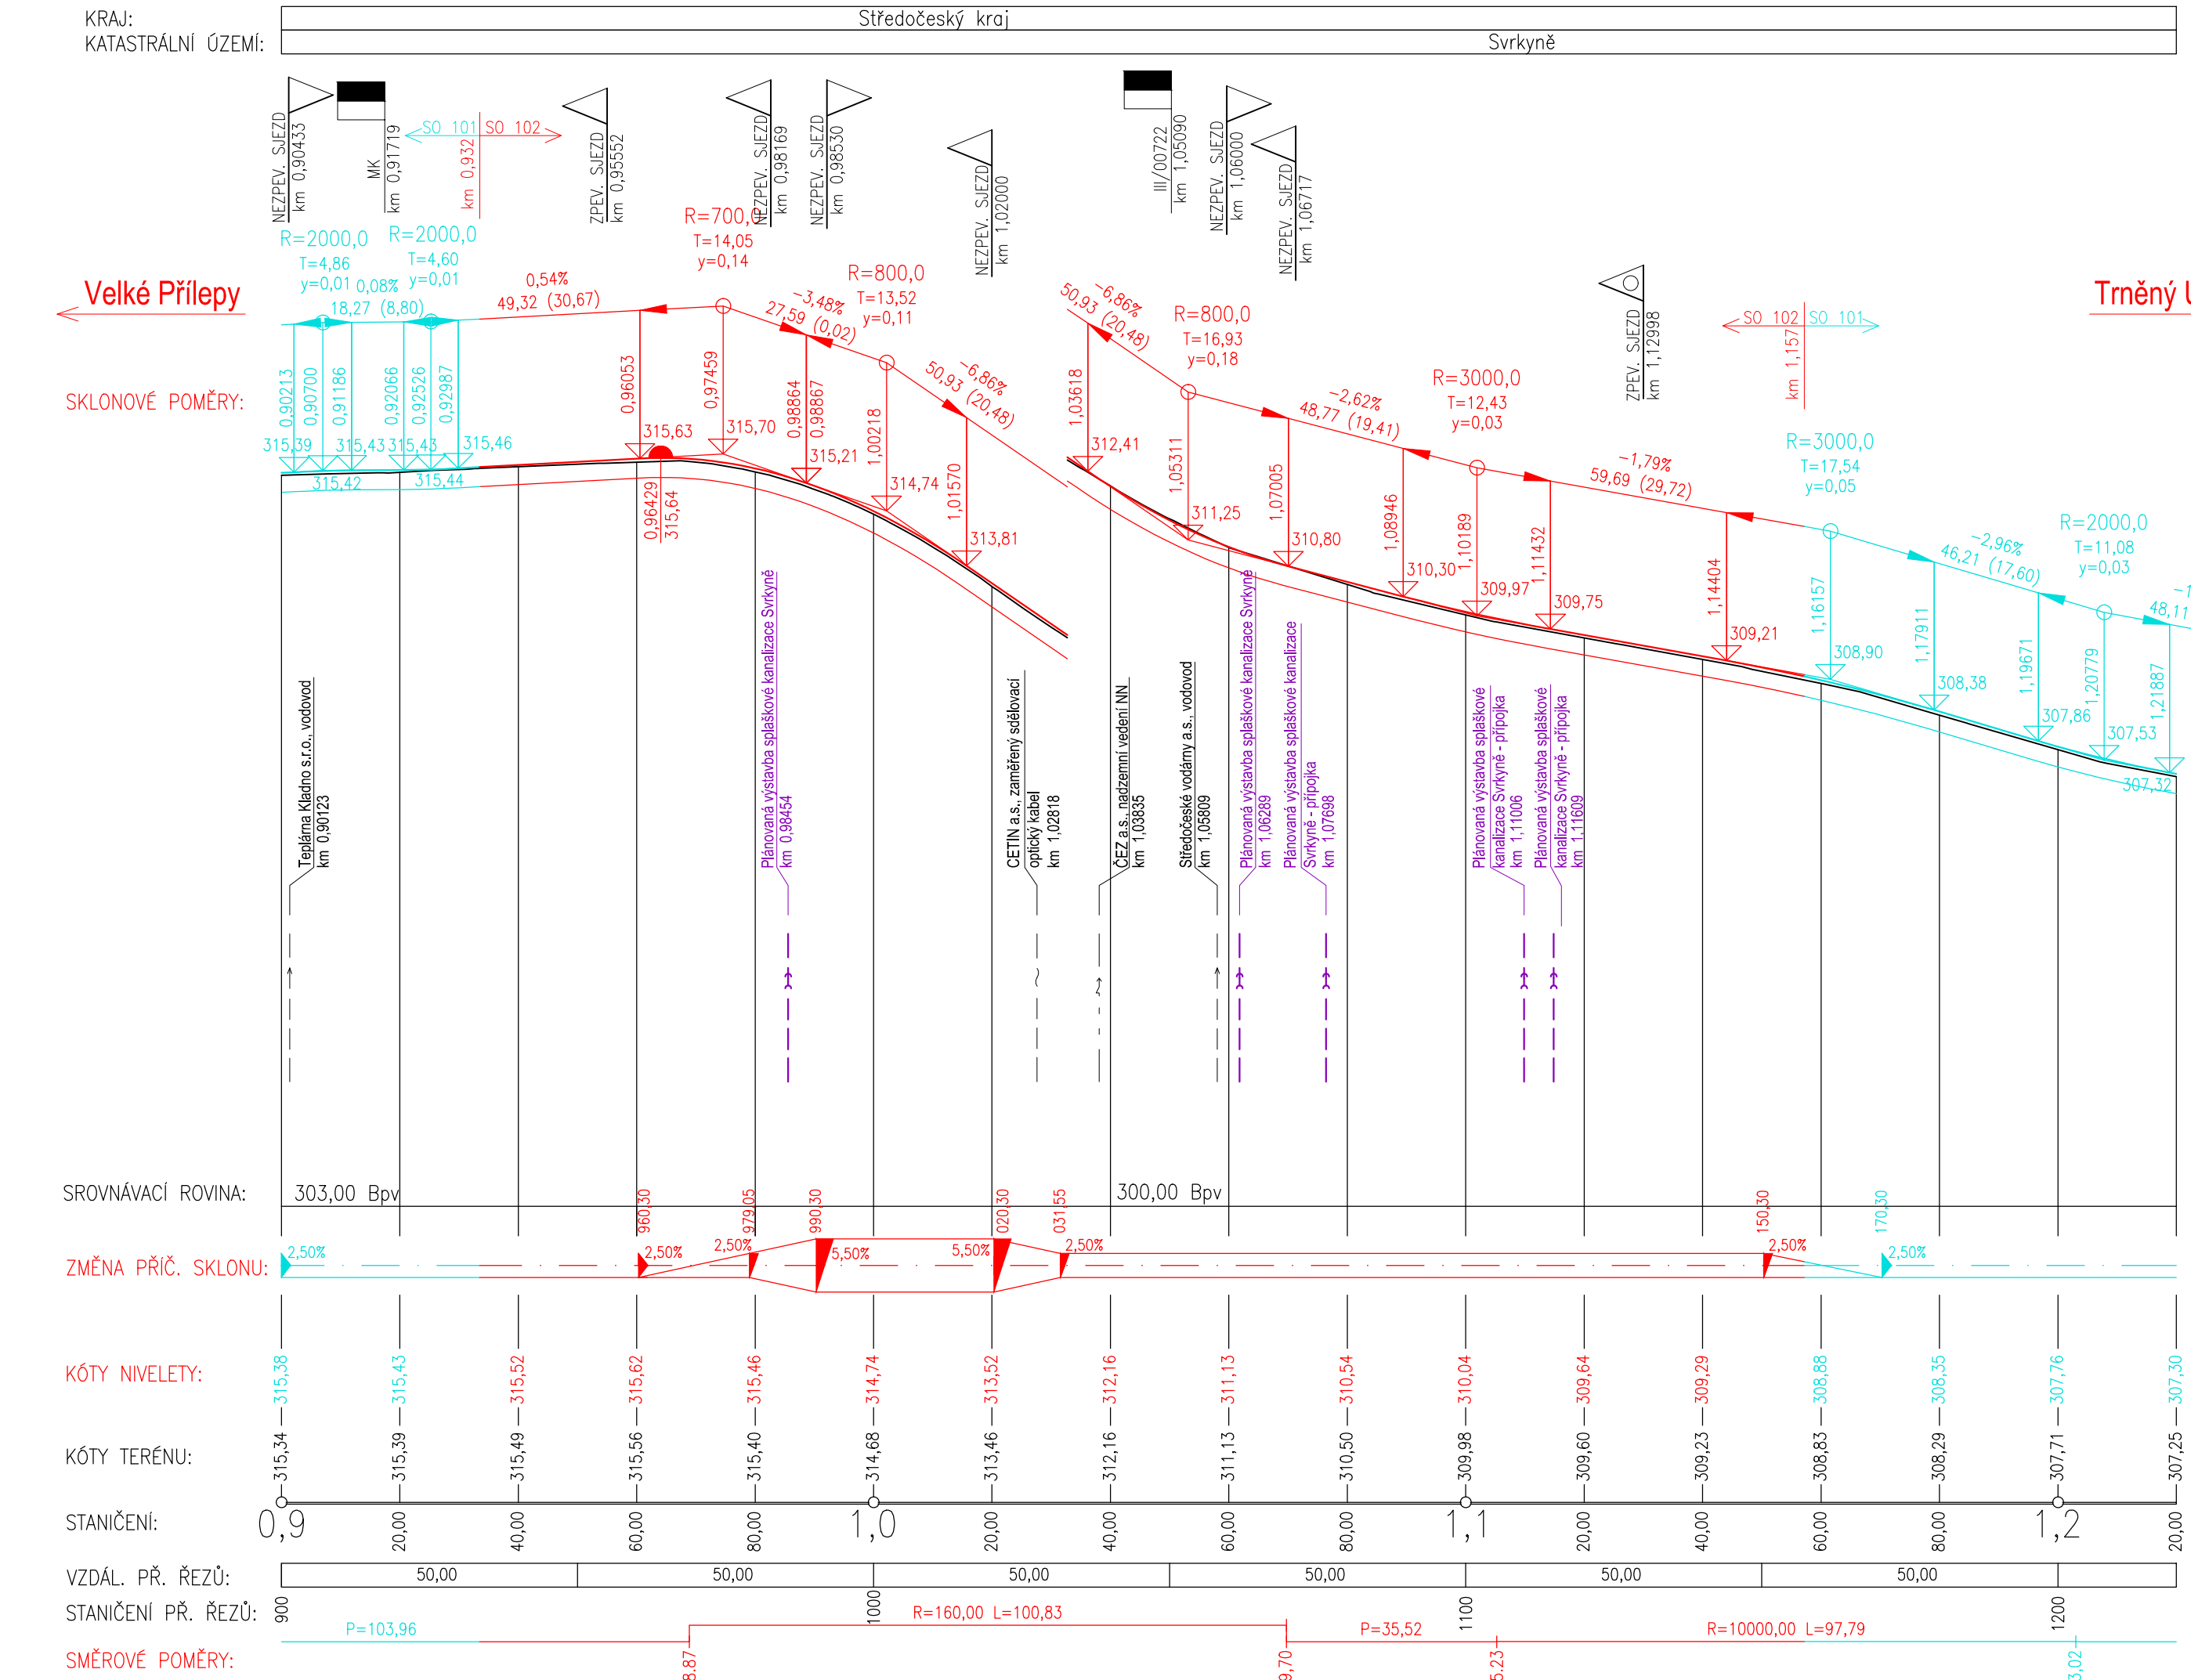 KRAJ:
Středočeský kraj
KATASTRÁLNÍ ÚZEMÍ:
Svrkyně
NEZPEV. SJEZD
km 0,90433
MK
km 0,91719
SO 101
SO 102
km 0,932
ZPEV. SJEZD
km 0,95552
NEZPEV. SJEZD
km 0,98169
NEZPEV. SJEZD
km 0,98530
NEZPEV. SJEZD
km 1,02000
III/00722
km 1,05090
NEZPEV. SJEZD
km 1,06000
NEZPEV. SJEZD
km 1,06717
ZPEV. SJEZD
km 1,12998
SO 102
SO 101
km 1,157
Velké Přílepy
Trněný
R=2000,0
T=4,86
y=0,01
0,08%
18,27 (8,80)
R=2000,0
T=4,60
y=0,01
0,54%
49,32 (30,67)
R=700,0
T=14,05
y=0,14
-3,48%
27,59 (0,02)
R=800,0
T=13,52
y=0,11
-6,86%
50,93 (20,48)
-6,86%
50,93 (20,48)
R=800,0
T=16,93
y=0,18
-2,62%
48,77 (19,41)
R=3000,0
T=12,43
y=0,03
-1,79%
59,69 (29,72)
R=3000,0
T=17,54
y=0,05
-2,96%
46,21 (17,60)
R=2000,0
T=11,08
y=0,03
48,11
SKLONOVÉ POMĚRY:
0,90213
0,90700
0,91186
0,92066
0,92526
0,92987
0,96053
0,97459
0,98864
0,98867
1,00218
1,01570
1,03618
1,05311
1,07005
1,08946
1,10189
1,11432
1,14404
1,16157
1,17911
1,19671
1,20779
1,21887
315,39
315,42
315,43
315,43
315,44
315,46
315,63
0,96429
315,64
315,70
315,21
314,74
313,81
312,41
311,25
310,80
310,30
309,97
309,75
309,21
308,90
308,38
307,86
307,53
307,32
Teplárna Kladno s.r.o., vodovod
km 0,90123
Plánovaná výstavba splaškové kanalizace Svrkyně
km 0,98454
CETIN a.s., zaměřený sdělovací
optický kabel
km 1,02818
ČEZ a.s., nadzemní vedení NN
km 1,03835
Středočeské vodárny a.s., vodovod
km 1,05809
Plánovaná výstavba splaškové kanalizace Svrkyně
km 1,06289
Plánovaná výstavba splaškové kanalizace
Svrkyně - přípojka
km 1,07698
Plánovaná výstavba splaškové
kanalizace Svrkyně - přípojka
km 1,11006
Plánovaná výstavba splaškové
kanalizace Svrkyně - přípojka
km 1,11609
SROVNÁVACÍ ROVINA:
303,00 Bpv
300,00 Bpv
960,30
979,05
990,30
020,30
031,55
150,30
170,30
ZMĚNA PŘÍČ. SKLONU:
2,50%
2,50%
2,50%
5,50%
5,50%
2,50%
2,50%
2,50%
KÓTY NIVELETY:
315,38
315,43
315,52
315,62
315,46
314,74
313,52
312,16
311,13
310,54
310,04
309,64
309,29
308,88
308,35
307,76
307,30
KÓTY TERÉNU:
315,34
315,39
315,49
315,56
315,40
314,68
313,46
312,16
311,13
310,50
309,98
309,60
309,23
308,83
308,29
307,71
307,25
STANIČENÍ:
0,9
20,00
40,00
60,00
80,00
1,0
20,00
40,00
60,00
80,00
1,1
20,00
40,00
60,00
80,00
1,2
20,00
VZDÁL. PŘ. ŘEZŮ:
50,00
50,00
50,00
50,00
50,00
50,00
STANIČENÍ PŘ. ŘEZŮ:
900
1000
1100
1200
SMĚROVÉ POMĚRY:
P=103,96
R=160,00 L=100,83
P=35,52
R=10000,00 L=97,79
8.87
9,70
5.23
3,02